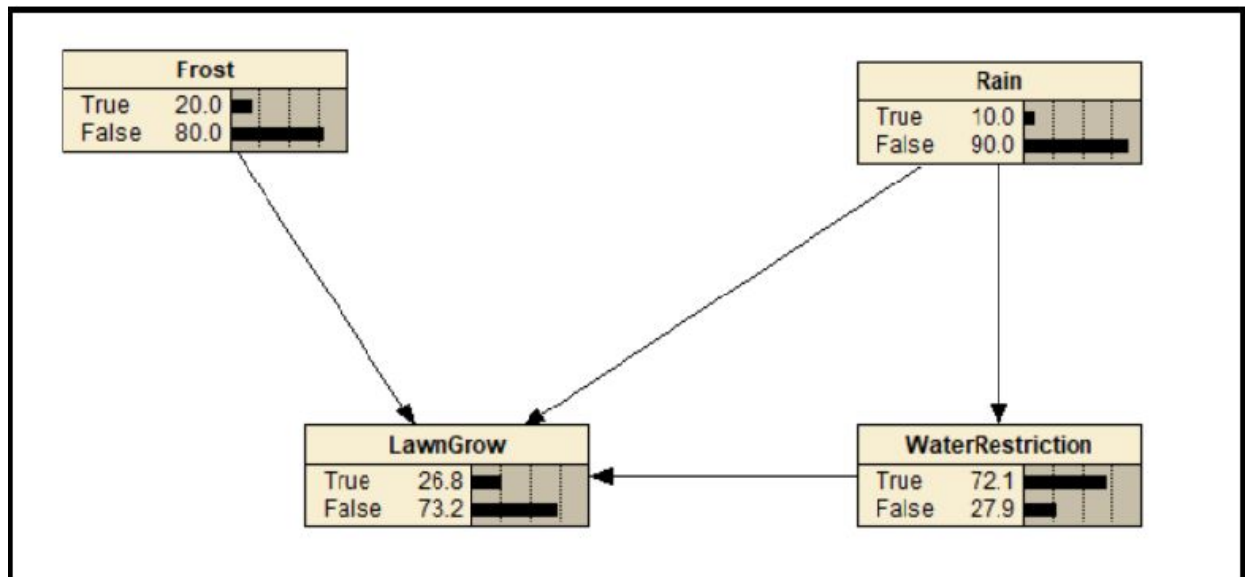 Frost
True 20.0
False 80.0
Rain
True 10.0
False 90.0
LawnGrow
True 26.8
False 73.2
WaterRestriction
True 72.1
False 27.9